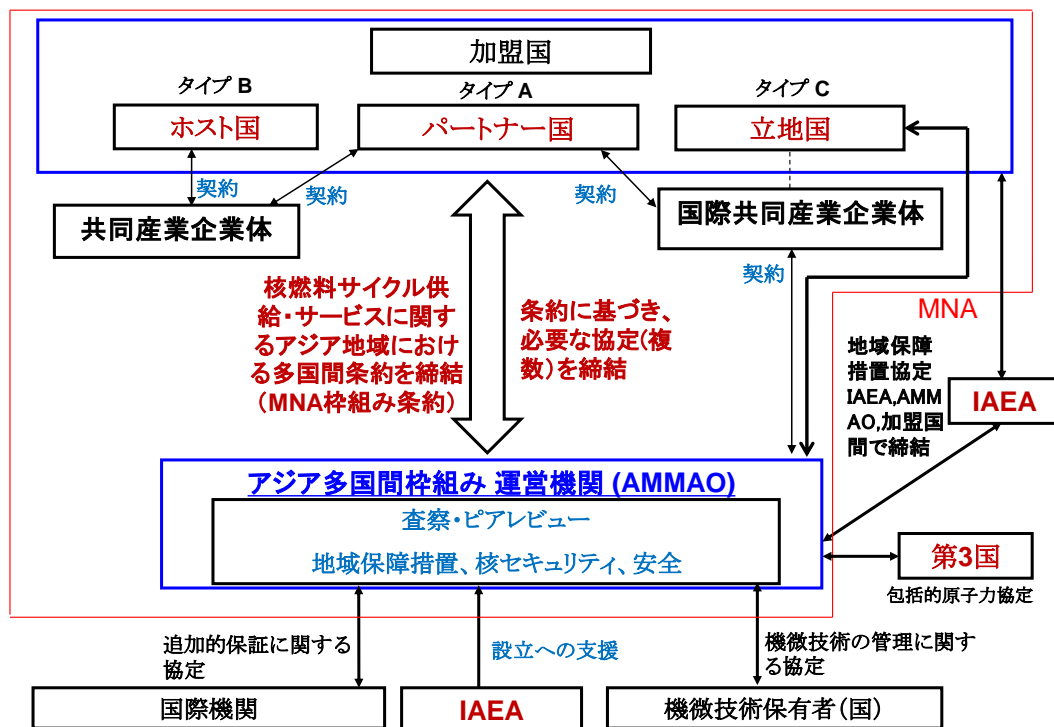 加盟国
タイプ B
タイプ A
タイプ C
ホスト国
パートナー国
立地国
契約
契約
契約
共同産業企業体
国際共同産業企業体
契約
核燃料サイクル供
給・サービスに関す
るアジア地域におけ
る多国間条約を締結
（MNA枠組み条約）
条約に基づき、
必要な協定(複
数）を締結
MNA
地域保障
措置協定
IAEA,AMM
AO,加盟国
間で締結
IAEA
アジア多国間枠組み 運営機関 (AMMAO)
査察・ピアレビュー
地域保障措置、核セキュリティ、安全
第3国
包括的原子力協定
追加的保証に関する
協定
設立への支援
機微技術の管理に関す
る協定
国際機関
IAEA
機微技術保有者（国）